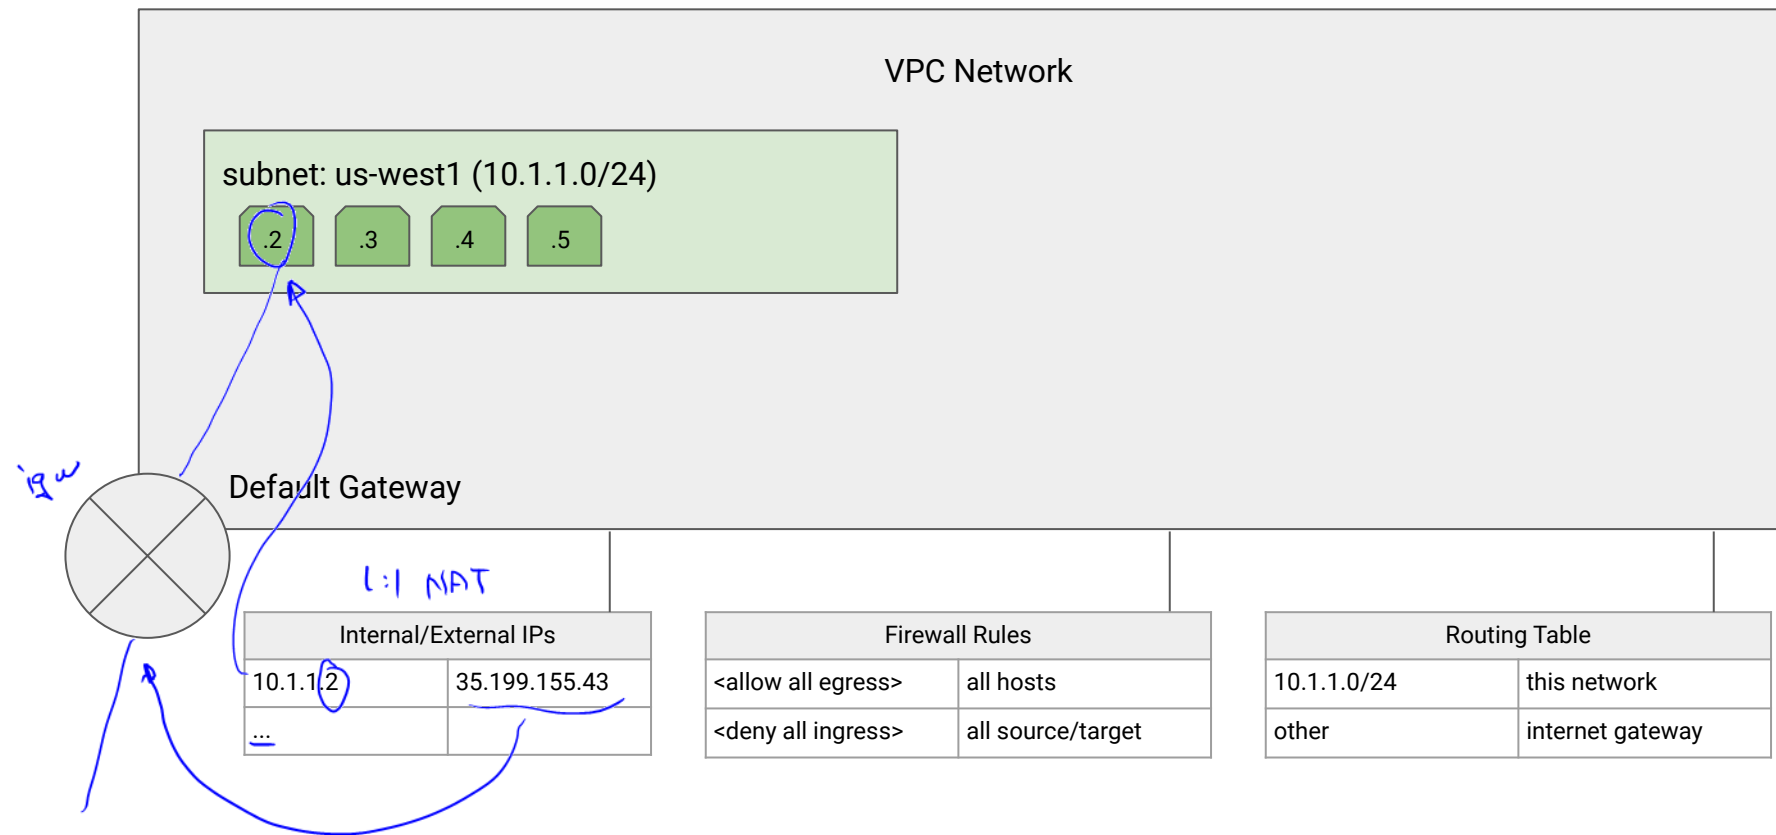 VPC Network
subnet: us-west1 (10.1.1.0/24)
.2 .3 .4 .5
igw
Default Gateway
1:1 NAT
Internal/External IPs
10.1.1.2 35.199.155.43
...
Firewall Rules
<allow all egress> all hosts
<deny all ingress> all source/target
Routing Table
10.1.1.0/24 this network
other internet gateway